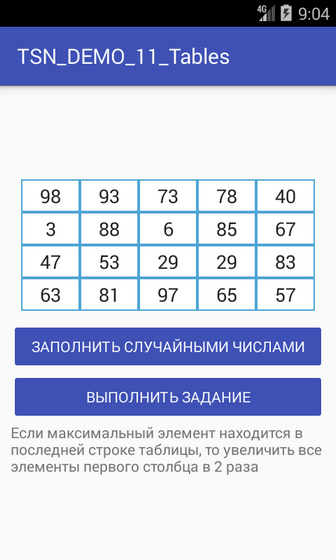 4G 9:04
TSN_DEMO_11_Tables
98 93 73 78 40
3 88 6 85 67
47 53 29 29 83
63 81 97 65 57
ЗАПОЛНИТЬ СЛУЧАЙНЫМИ ЧИСЛАМИ
ВЫПОЛНИТЬ ЗАДАНИЕ
Если максимальный элемент находится в
последней строке таблицы, то увеличить все
элементы первого столбца в 2 раза